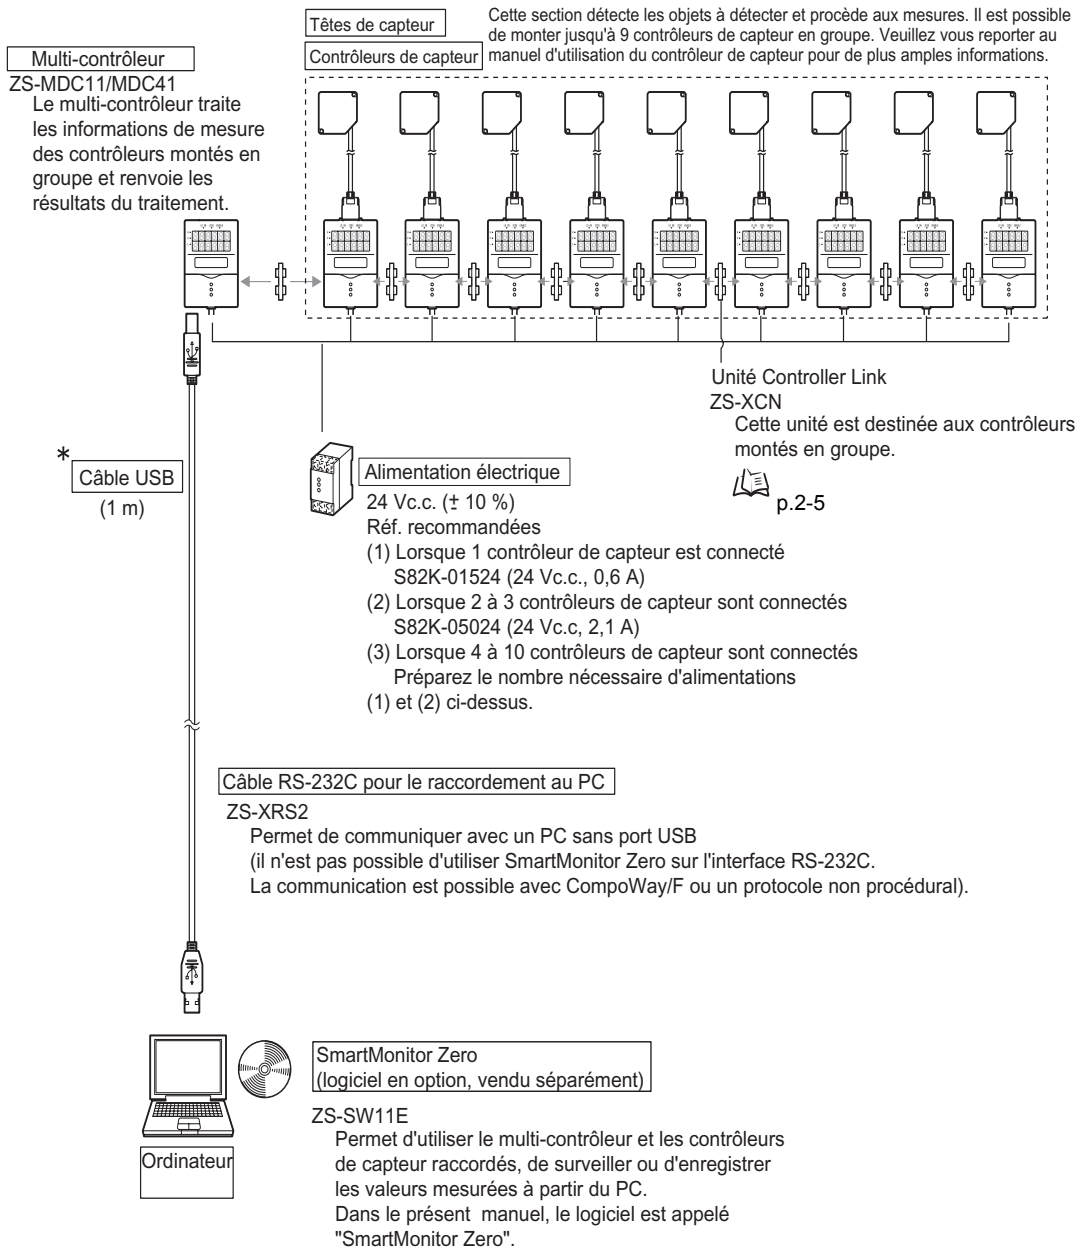 Têtes de capteur
Cette section détecte les objets à détecter et procède aux mesures. Il est possible
de monter jusqu'à 9 contrôleurs de capteur en groupe. Veuillez vous reporter au
manuel d'utilisation du contrôleur de capteur pour de plus amples informations.
Contrôleurs de capteur
Multi-contrôleur
ZS-MDC11/MDC41
Le multi-contrôleur traite
les informations de mesure
des contrôleurs montés en
groupe et renvoie les
résultats du traitement.
Unité Controller Link
ZS-XCN
Cette unité est destinée aux contrôleurs
montés en groupe.
p.2-5
*
Câble USB
(1 m)
Alimentation électrique
24 Vc.c. (± 10 %)
Réf. recommandées
(1) Lorsque 1 contrôleur de capteur est connecté
S82K-01524 (24 Vc.c., 0,6 A)
(2) Lorsque 2 à 3 contrôleurs de capteur sont connectés
S82K-05024 (24 Vc.c, 2,1 A)
(3) Lorsque 4 à 10 contrôleurs de capteur sont connectés
Préparez le nombre nécessaire d'alimentations
(1) et (2) ci-dessus.
Câble RS-232C pour le raccordement au PC
ZS-XRS2
Permet de communiquer avec un PC sans port USB
(il n'est pas possible d'utiliser SmartMonitor Zero sur l'interface RS-232C.
La communication est possible avec CompoWay/F ou un protocole non procédural).
SmartMonitor Zero
(logiciel en option, vendu séparément)
ZS-SW11E
Permet d'utiliser le multi-contrôleur et les contrôleurs
de capteur raccordés, de surveiller ou d'enregistrer
les valeurs mesurées à partir du PC.
Dans le présent manuel, le logiciel est appelé
"SmartMonitor Zero".
Ordinateur